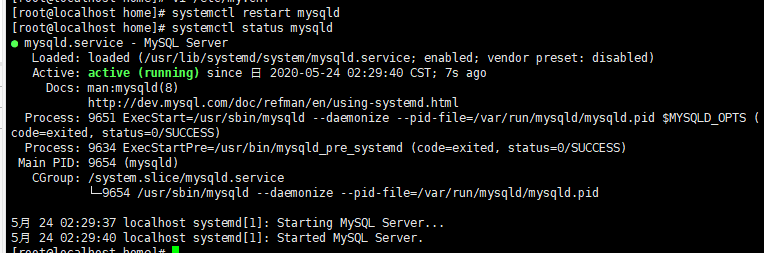 [root@localhost home]# vi /etc/my.cnf
[root@localhost home]# systemctl restart mysqld
[root@localhost home]# systemctl status mysqld
● mysqld.service - MySQL Server
Loaded: loaded (/usr/lib/systemd/system/mysqld.service; enabled; vendor preset: disabled)
Active: active (running) since 日 2020-05-24 02:29:40 CST; 7s ago
Docs: man:mysqld(8)
http://dev.mysql.com/doc/refman/en/using-systemd.html
Process: 9651 ExecStart=/usr/sbin/mysqld --daemonize --pid-file=/var/run/mysqld/mysqld.pid $MYSQLD_OPTS (
code=exited, status=0/SUCCESS)
Process: 9634 ExecStartPre=/usr/bin/mysqld_pre_systemd (code=exited, status=0/SUCCESS)
Main PID: 9654 (mysqld)
CGroup: /system.slice/mysqld.service
└─9654 /usr/sbin/mysqld --daemonize --pid-file=/var/run/mysqld/mysqld.pid
5月 24 02:29:37 localhost systemd[1]: Starting MySQL Server...
5月 24 02:29:40 localhost systemd[1]: Started MySQL Server.
[root@localhost home]#